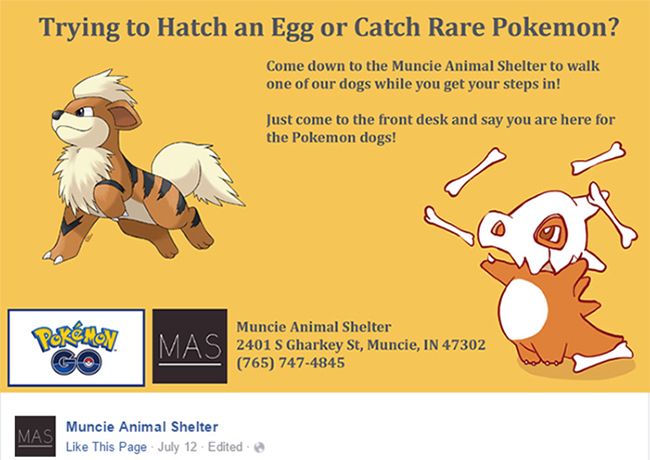 Trying to Hatch an Egg or Catch Rare Pokemon?
Come down to the Muncie Animal Shelter to walk
one of our dogs while you get your steps in!
Just come to the front desk and say you are here for
the Pokemon dogs!
POKéMON
GO
MAS
Muncie Animal Shelter
2401 S Gharkey St, Muncie, IN 47302
(765) 747-4845
MAS
Muncie Animal Shelter
Like This Page · July 12 · Edited ·